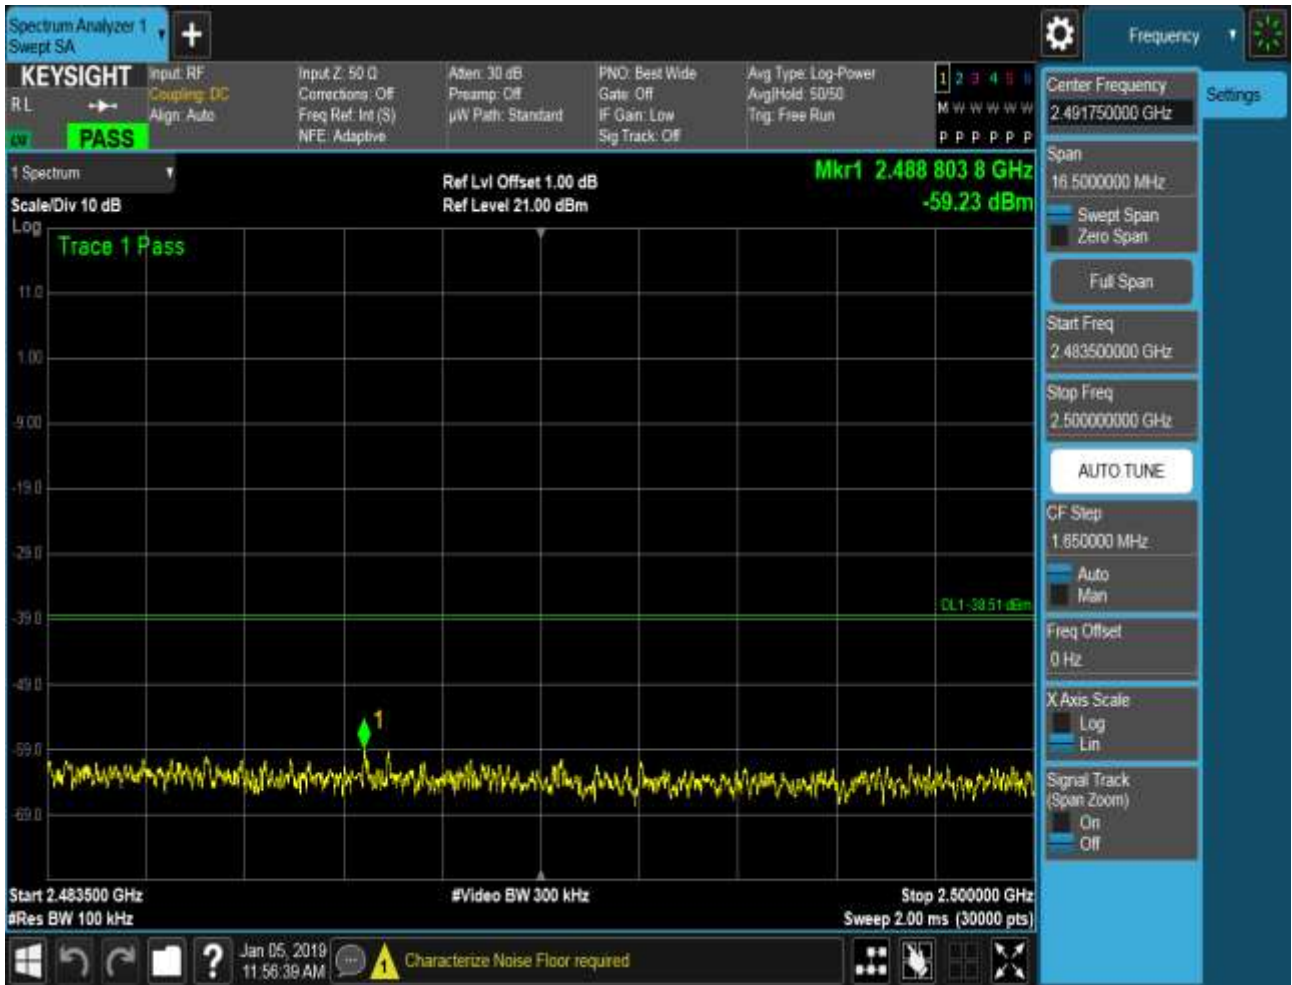 Spectrum Analyzer 1
Swept SA
Frequency
KEYSIGHT
R L
PASS
Input: RF
Coupling: DC
Align: Auto
Input Z: 50 Ω
Corrections: Off
Freq Ref: Int (S)
NFE: Adaptive
Atten: 30 dB
Preamp: Off
µW Path: Standard
PNO: Best Wide
Gate: Off
IF Gain: Low
Sig Track: Off
Avg Type: Log-Power
Avg|Hold: 50/50
Trig: Free Run
1 2 3 4 5 6
M W W W W W
P P P P P P
Center Frequency
2.491750000 GHz
Settings
1 Spectrum
Scale/Div 10 dB
Ref Lvl Offset 1.00 dB
Ref Level 21.00 dBm
Mkr1 2.488 803 8 GHz
-59.23 dBm
Log
Trace 1 Pass
11.0
1.00
-9.00
-19.0
-29.0
-39.0
-49.0
-59.0
-69.0
DL1 -38.51 dBm
1
Start 2.483500 GHz
#Video BW 300 kHz
Stop 2.500000 GHz
#Res BW 100 kHz
Sweep 2.00 ms (30000 pts)
Span
16.5000000 MHz
Swept Span
Zero Span
Full Span
Start Freq
2.483500000 GHz
Stop Freq
2.500000000 GHz
AUTO TUNE
CF Step
1.650000 MHz
Auto
Man
Freq Offset
0 Hz
X Axis Scale
Log
Lin
Signal Track
(Span Zoom)
On
Off
?
Jan 05, 2019
11:56:39 AM
1
Characterize Noise Floor required